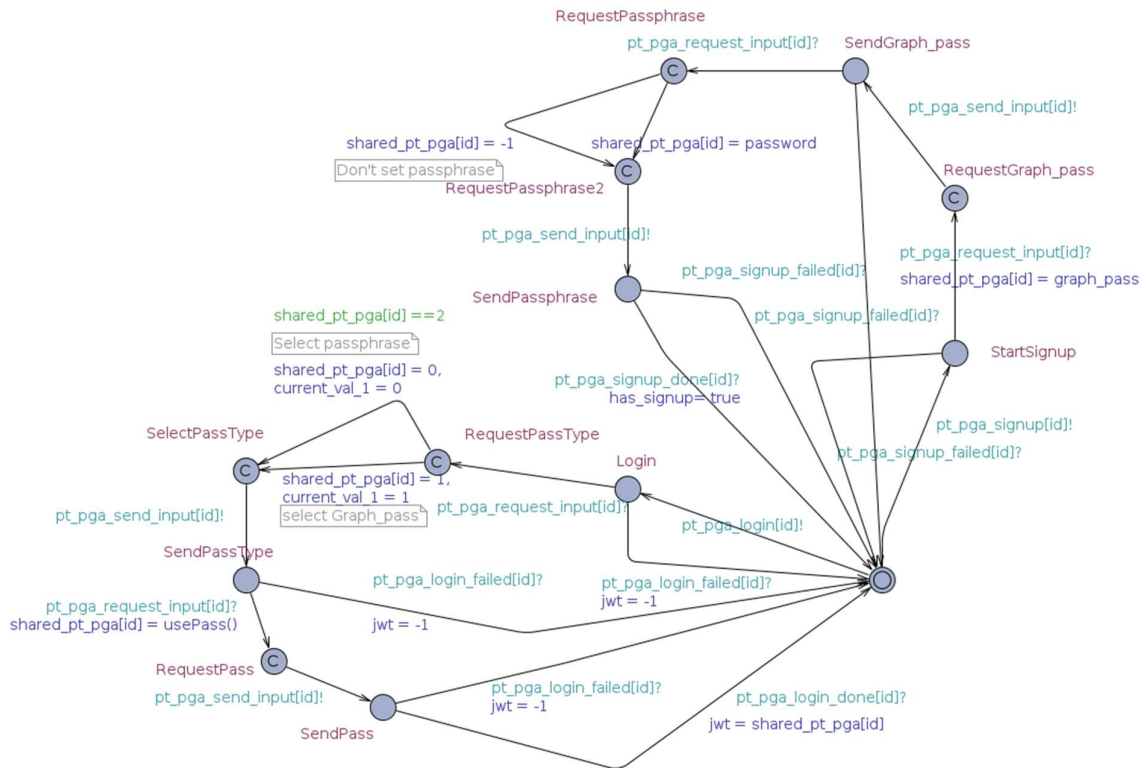 RequestPassphrase
pt_pga_request_input[id]?
SendGraph_pass
C
pt_pga_send_input[id]!
shared_pt_pga[id] = -1
shared_pt_pga[id] = password
Don't set passphrase
C
RequestGraph_pass
RequestPassphrase2
C
pt_pga_send_input[id]!
pt_pga_request_input[id]?
shared_pt_pga[id] = graph_pass
pt_pga_signup_failed[id]?
SendPassphrase
shared_pt_pga[id] ==2
pt_pga_signup_failed[id]?
Select passphrase
StartSignup
shared_pt_pga[id] = 0,
current_val_1 = 0
pt_pga_signup_done[id]?
has_signup= true
SelectPassType
RequestPassType
pt_pga_signup[id]!
pt_pga_signup_failed[id]?
Login
C
C
shared_pt_pga[id] = 1,
current_val_1 = 1
select Graph_pass
pt_pga_request_input[id]?
pt_pga_send_input[id]!
pt_pga_login[id]!
SendPassType
pt_pga_login_failed[id]?
pt_pga_login_failed[id]?
jwt = -1
pt_pga_request_input[id]?
shared_pt_pga[id] = usePass()
jwt = -1
C
RequestPass
pt_pga_send_input[id]!
pt_pga_login_failed[id]?
jwt = -1
pt_pga_login_done[id]?
jwt = shared_pt_pga[id]
SendPass